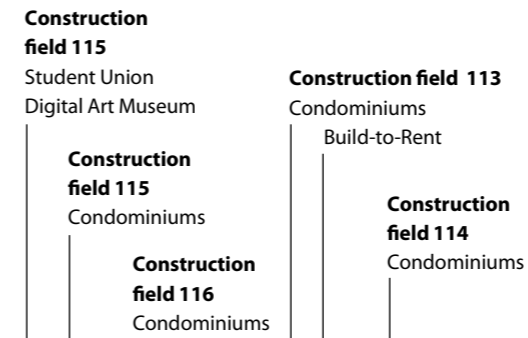 Construction
field 115
Student Union
Digital Art Museum
Construction field 113
Condominiums
Build-to-Rent
Construction
field 115
Condominiums
Construction
field 114
Condominiums
Construction
field 116
Condominiums